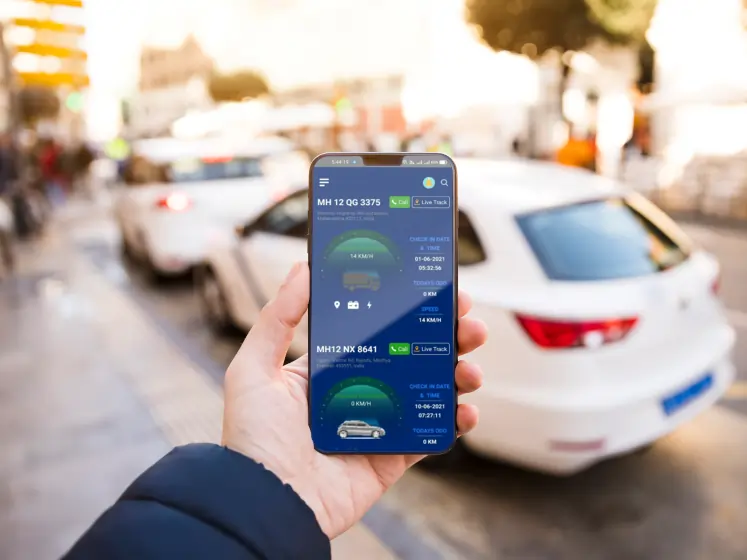 MH 12 QG 3375
Call
Live Track
CHECK IN DATE
& TIME
01-06-2021
05:32:56
14 KM/H
TODAYS ODO
0 KM
SPEED
14 KM/H
MH12 NX 8641
Call
Live Track
CHECK IN DATE
& TIME
0 KM/H
10-06-2021
07:27:11
TODAYS ODO
0 KM